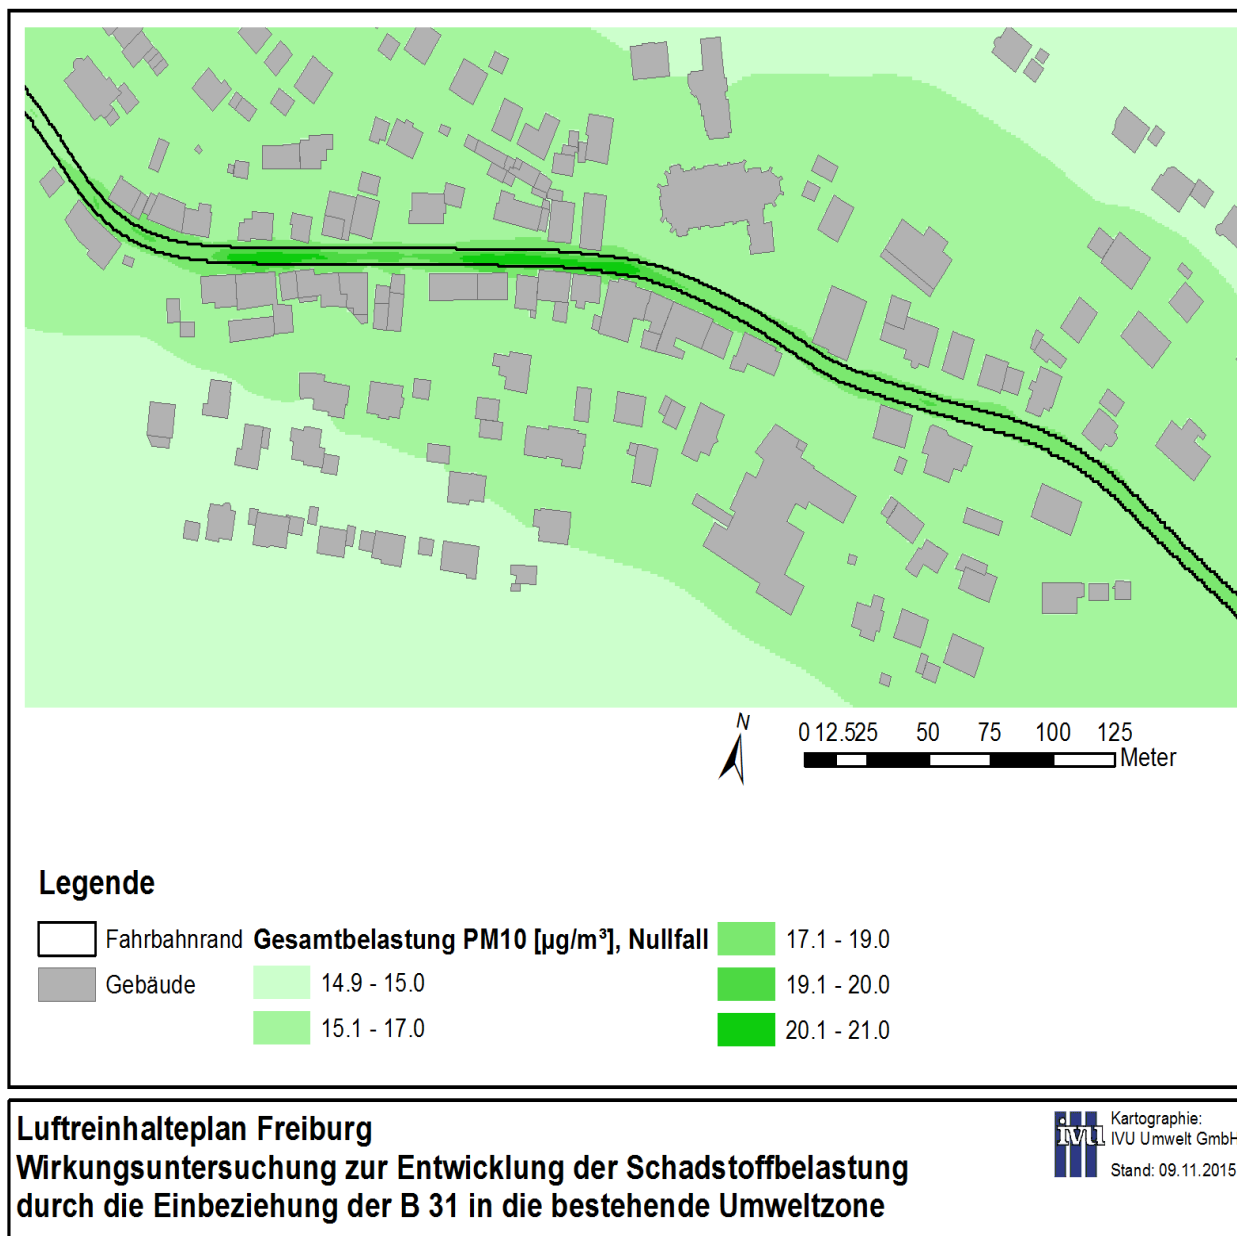 N
0 12.525 50 75 100 125
Meter
Legende
Fahrbahnrand
Gebäude
Gesamtbelastung PM10 [µg/m³], Nullfall
14.9 - 15.0
15.1 - 17.0
17.1 - 19.0
19.1 - 20.0
20.1 - 21.0
Luftreinhalteplan Freiburg
Wirkungsuntersuchung zur Entwicklung der Schadstoffbelastung
durch die Einbeziehung der B 31 in die bestehende Umweltzone
ivu
Kartographie:
IVU Umwelt GmbH
Stand: 09.11.2015